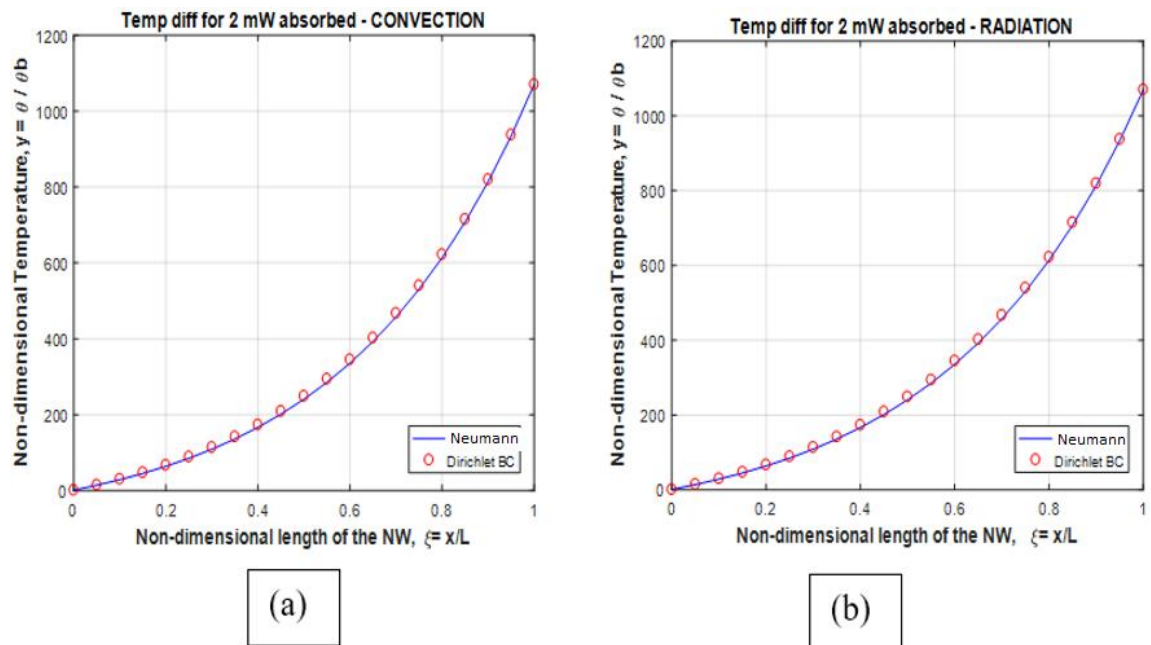 Temp diff for 2 mW absorbed - CONVECTION
Non-dimensional Temperature, y = θ / θb
1200
1000
800
600
400
200
0
0
0.2
0.4
0.6
0.8
1
Neumann
Dirichlet BC
Non-dimensional length of the NW, ξ= x/L
(a)
Temp diff for 2 mW absorbed - RADIATION
Non-dimensional Temperature, y = θ / θb
1200
1000
800
600
400
200
0
0
0.2
0.4
0.6
0.8
1
Neumann
Dirichlet BC
Non-dimensional length of the NW, ξ= x/L
(b)